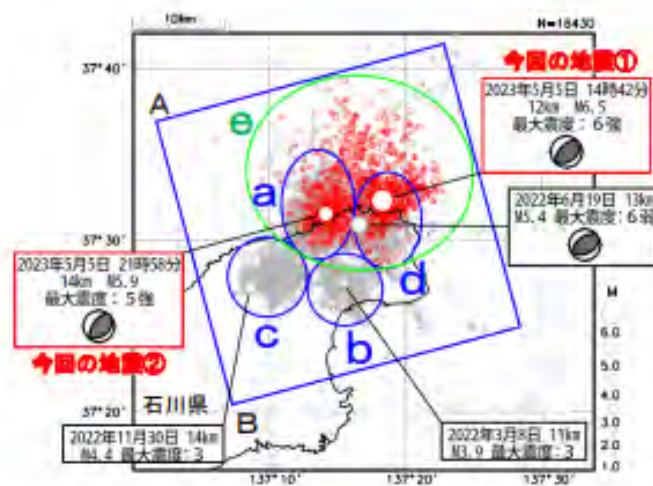 10km
N=16430
37°40'
今回の地震①
2023年5月5日 14時42分
12km M6.5
最大震度：6強
A
e
a
2022年6月19日 13km
M5.4 最大震度：6弱
37°30'
2023年5月5日 21時58分
14km M5.9
最大震度：5強
今回の地震②
d
c
b
M
6.0
5.0
4.0
3.0
2.0
1.0
37°20'
石川県
B
2022年11月30日 14km
M4.4 最大震度：3
2022年3月8日 11km
M3.9 最大震度：3
137°10'
137°20'
137°30'